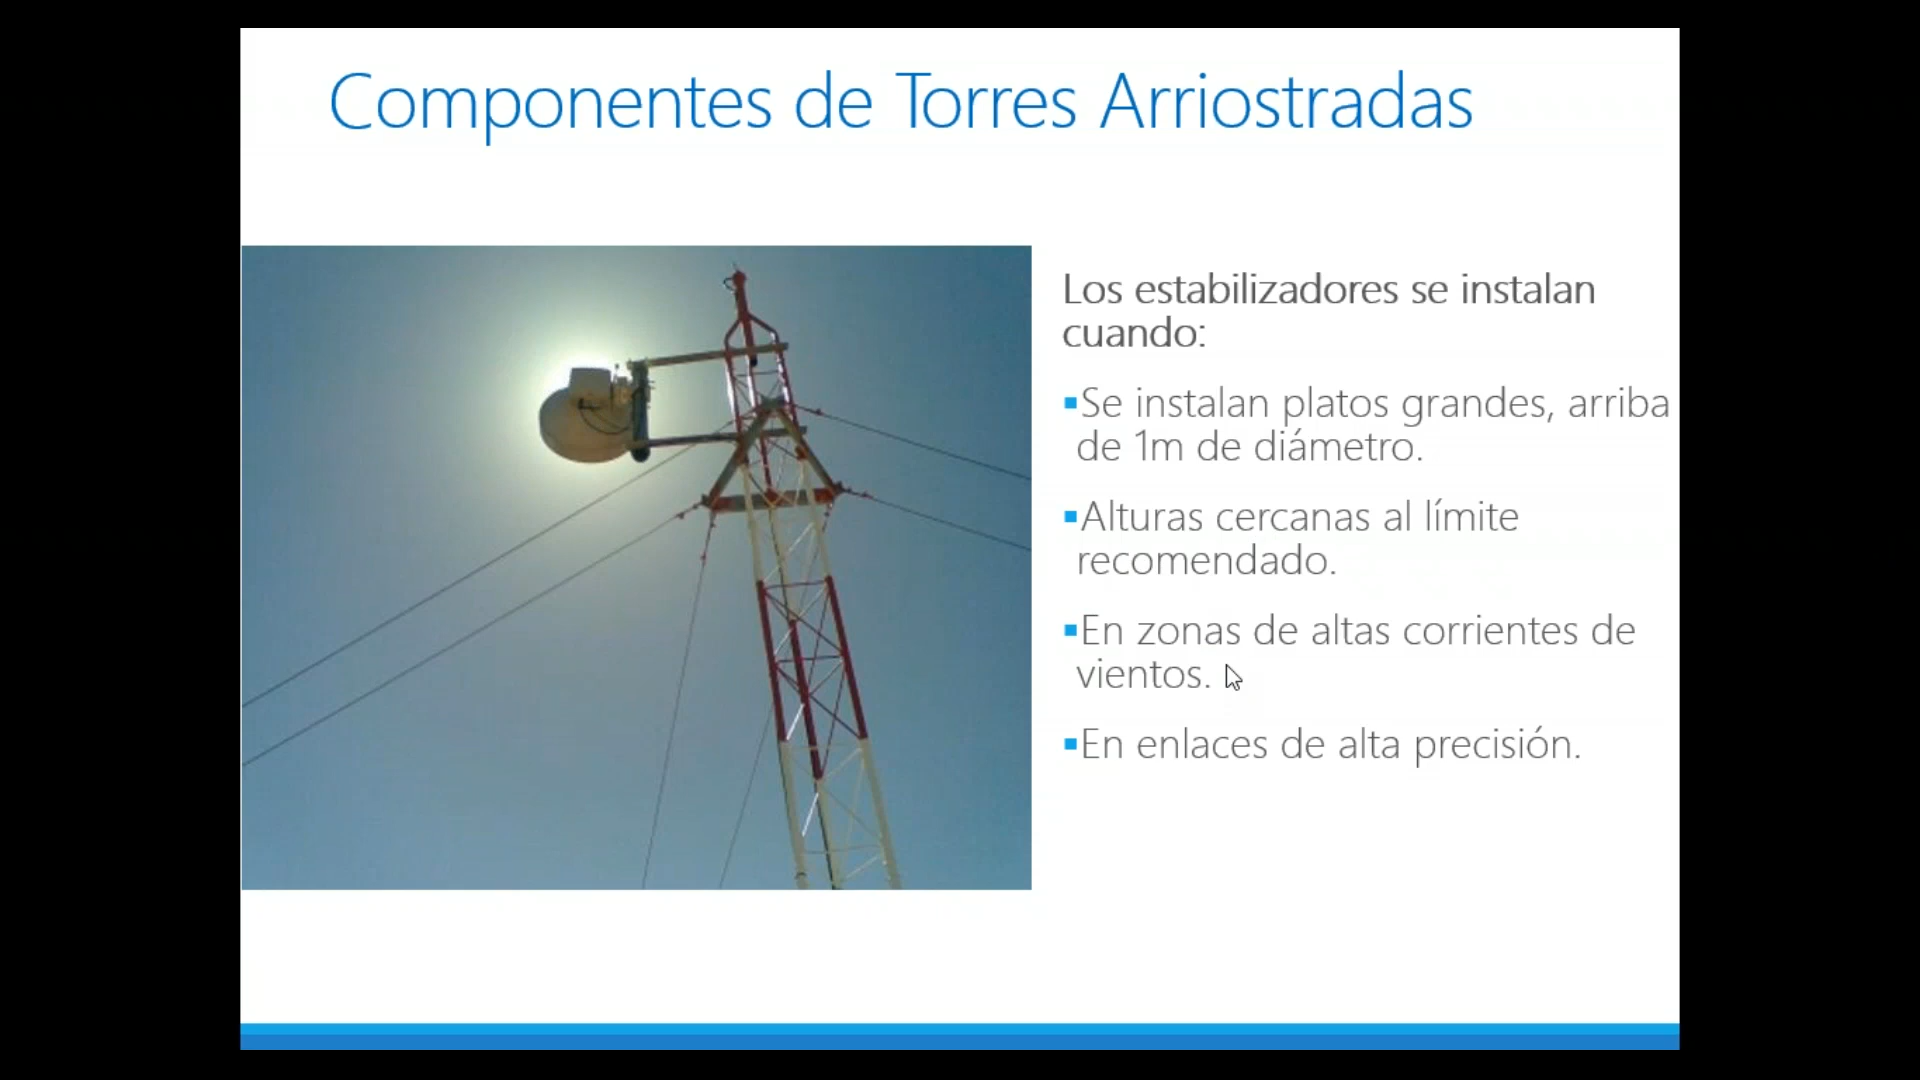 Componentes de Torres Arriostradas
Los estabilizadores se instalan
cuando:
▪Se instalan platos grandes, arriba
de 1m de diámetro.
▪Alturas cercanas al límite
recomendado.
▪En zonas de altas corrientes de
vientos.
▪En enlaces de alta precisión.